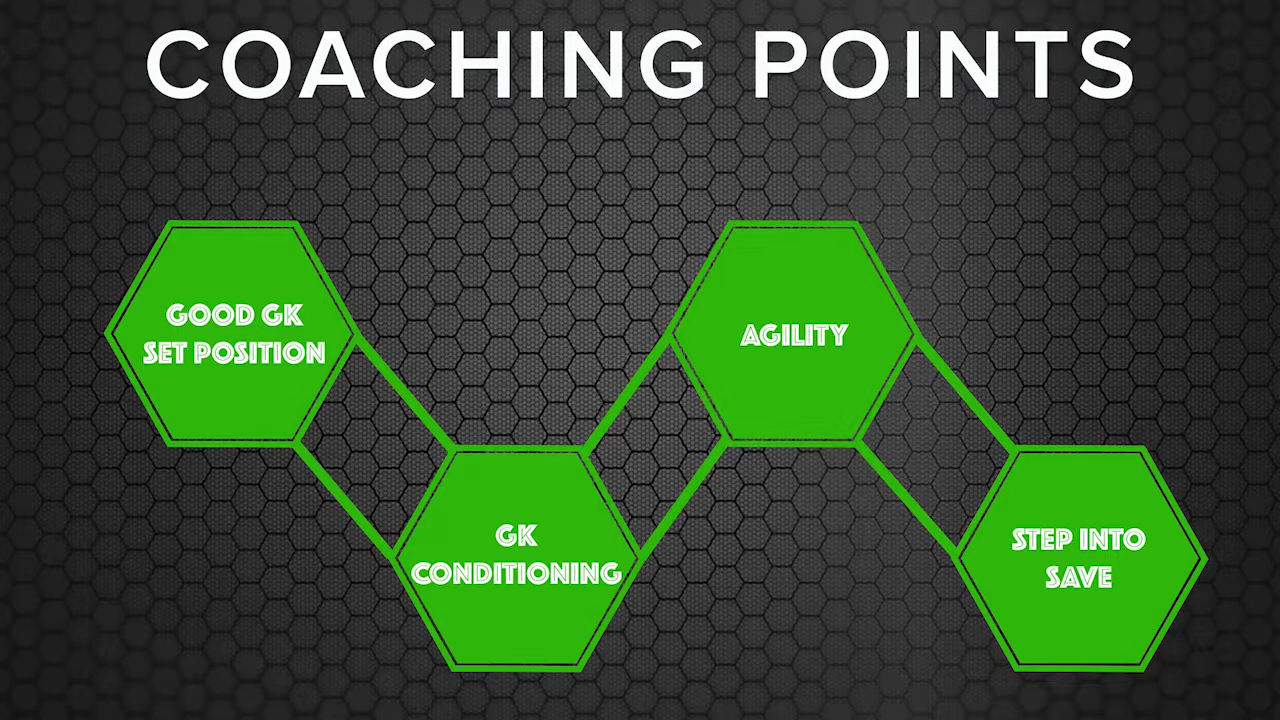 COACHING POINTS
GOOD GK
SET POSITION
GK
CONDITIONING
AGILITY
STEP INTO
SAVE